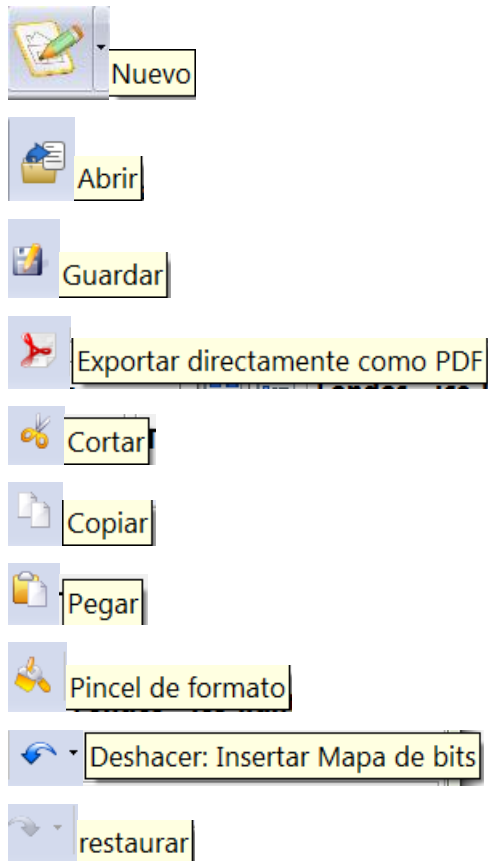 Nuevo
Abrir
Guardar
Exportar directamente como PDF
Cortar
Copiar
Pegar
Pincel de formato
Deshacer: Insertar Mapa de bits
restaurar